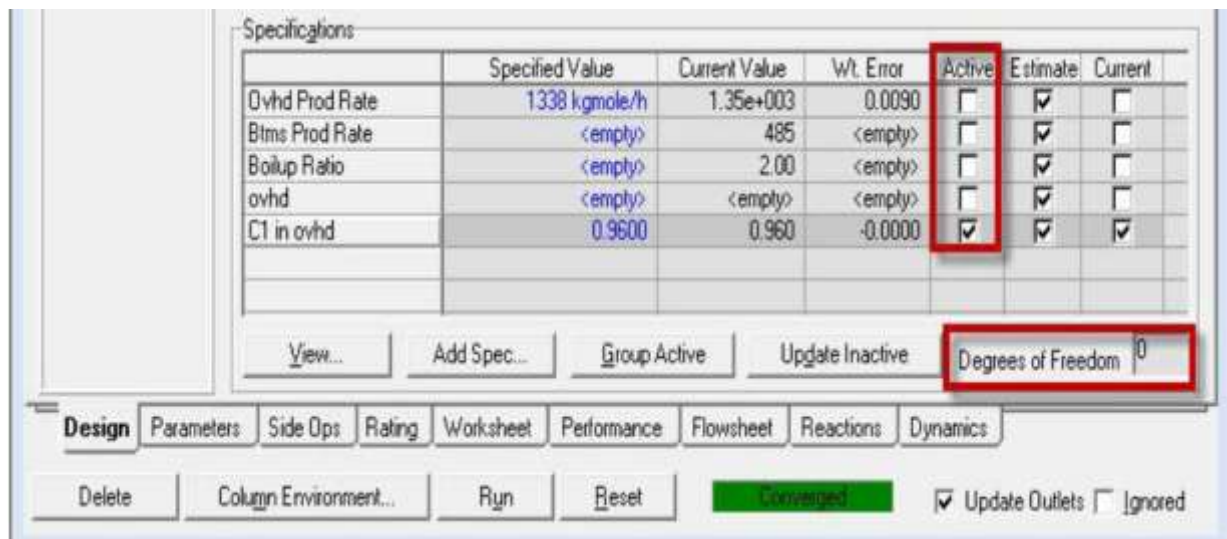 Specifications
Specified Value Current Value Wt. Error Active Estimate Current
Ovhd Prod Rate 1338 kgmole/h 1.35e+003 0.0090
Btms Prod Rate <empty> 485 <empty>
Boilup Ratio <empty> 2.00 <empty>
ovhd <empty> <empty> <empty>
C1 in ovhd 0.9600 0.960 -0.0000
View... Add Spec... Group Active Update Inactive Degrees of Freedom 0
Design Parameters Side Ops Rating Worksheet Performance Flowsheet Reactions Dynamics
Delete Column Environment... Run Reset Converged Update Outlets Ignored